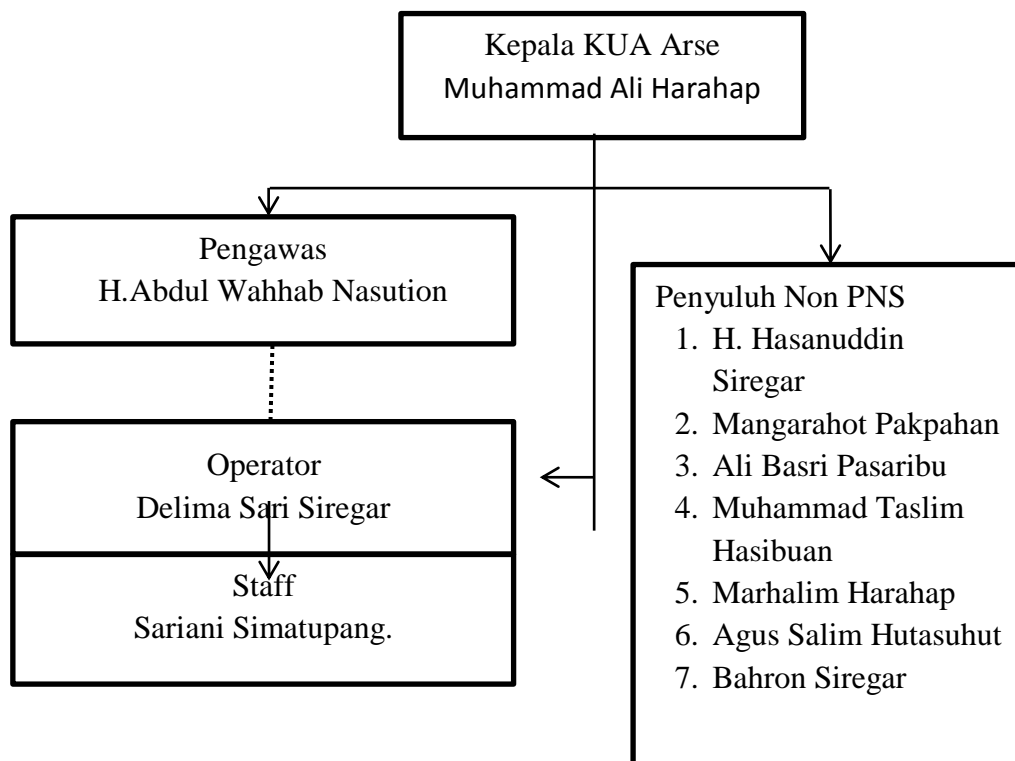 Kepala KUA Arse
Muhammad Ali Harahap
Pengawas
H.Abdul Wahhab Nasution
Operator
Delima Sari Siregar
Staff
Sariani Simatupang.
Penyuluh Non PNS
1. H. Hasanuddin
Siregar
2. Mangarahot Pakpahan
3. Ali Basri Pasaribu
4. Muhammad Taslim
Hasibuan
5. Marhalim Harahap
6. Agus Salim Hutasuhut
7. Bahron Siregar